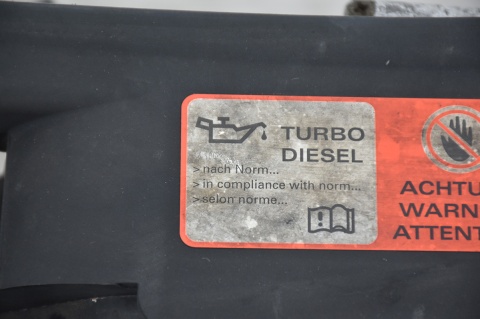 TURBO
DIESEL
> nach Norm...
> in compliance with norm...
> selon norme...
ACHTU
WARN
ATTENT